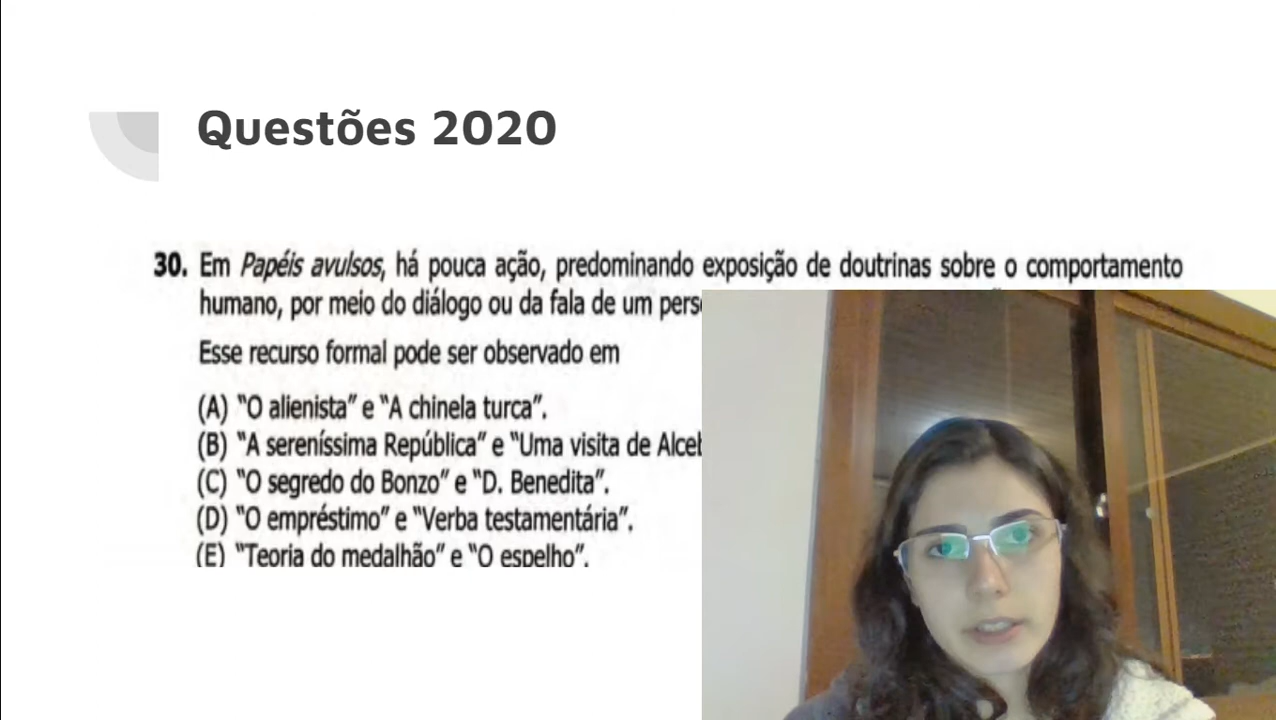 Questões 2020
30. Em Papéis avulsos, há pouca ação, predominando exposição de doutrinas sobre o comportamento
humano, por meio do diálogo ou da fala de um
Esse recurso formal pode ser observado em
(A) "O alienista" e "A chinela turca".
(B) "A sereníssima República" e "Uma visita de
(C) "O segredo do Bonzo" e "D. Benedita".
(D) "O empréstimo" e "Verba testamentária".
(E) "Teoria do medalhão" e "O espelho".